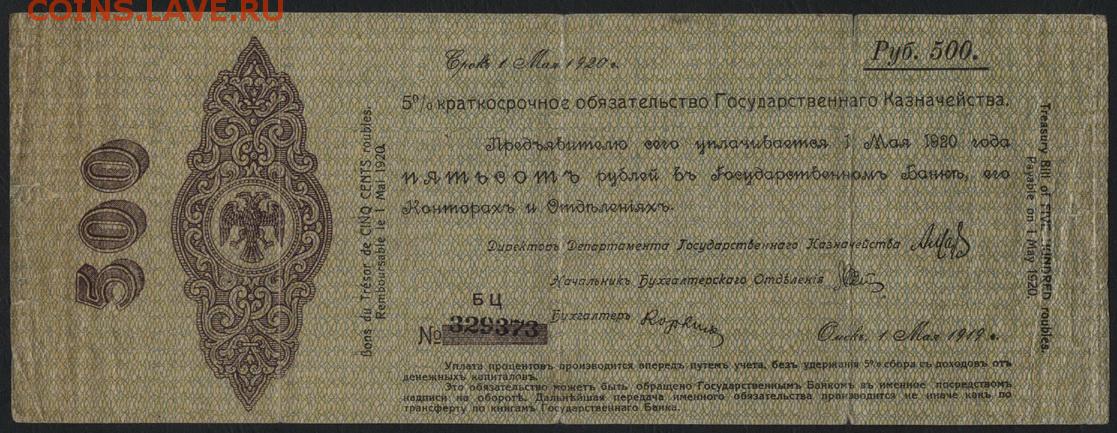 COINS.LAVE.RU
Руб. 500.
Срокъ 1 Мая 1920 г.
5% краткосрочное обязательство Государственнаго Казначейства.
Предъявителю сего уплачивается 1 Мая 1920 года
ПЯТЬСОТЪ рублей въ Государственномъ Банкѣ, его
Конторахъ и Отдѣленіяхъ.
Директоръ Департамента Государственнаго Казначейства
Начальникъ Бухгалтерскаго Отдѣленія
Бухгалтеръ
БЦ
№ 329373
Омскъ, 1 Мая 1919 г.
Уплата процентовъ производится впередъ путемъ учета, безъ удержанія 5% сбора съ доходовъ отъ
денежныхъ капиталовъ.
Это обязательство можетъ быть обращено Государственнымъ Банкомъ въ именное посредствомъ
надписи на оборотѣ. Дальнѣйшая передача именного обязательства производится не иначе какъ по
трансферту по книгамъ Государственнаго Банка.
500
Bons du Trésor de CINQ CENTS roubles.
Remboursable le 1 Mai 1920.
Treasury Bill of FIVE HUNDRED roubles.
Payable on 1 May 1920.